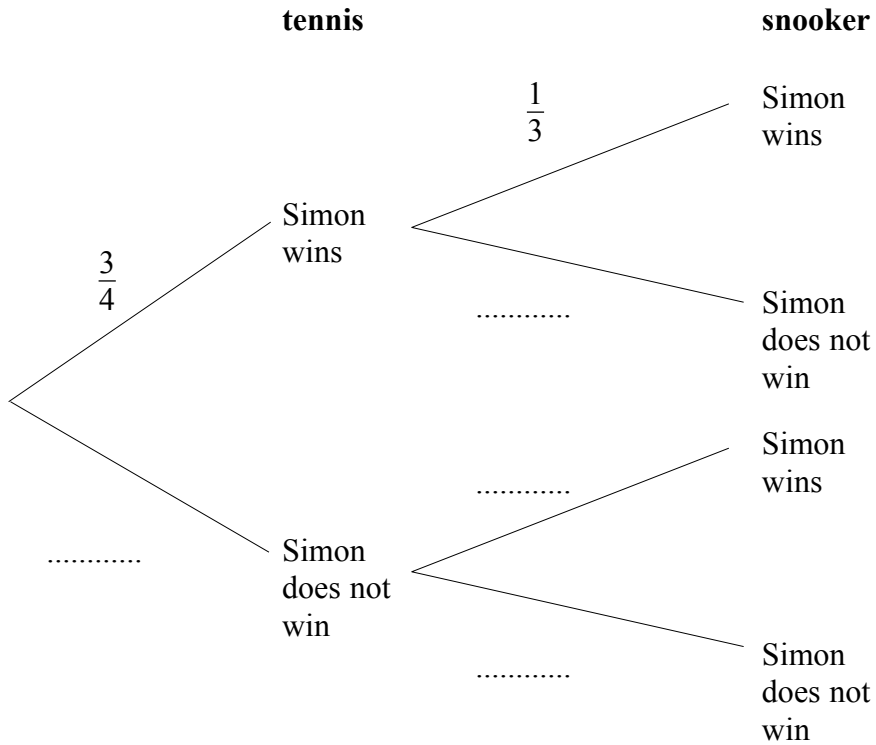 tennis
snooker
1
3
Simon
wins
Simon
wins
3
4
............
Simon
does not
win
Simon
wins
............
............
Simon
does not
win
............
Simon
does not
win